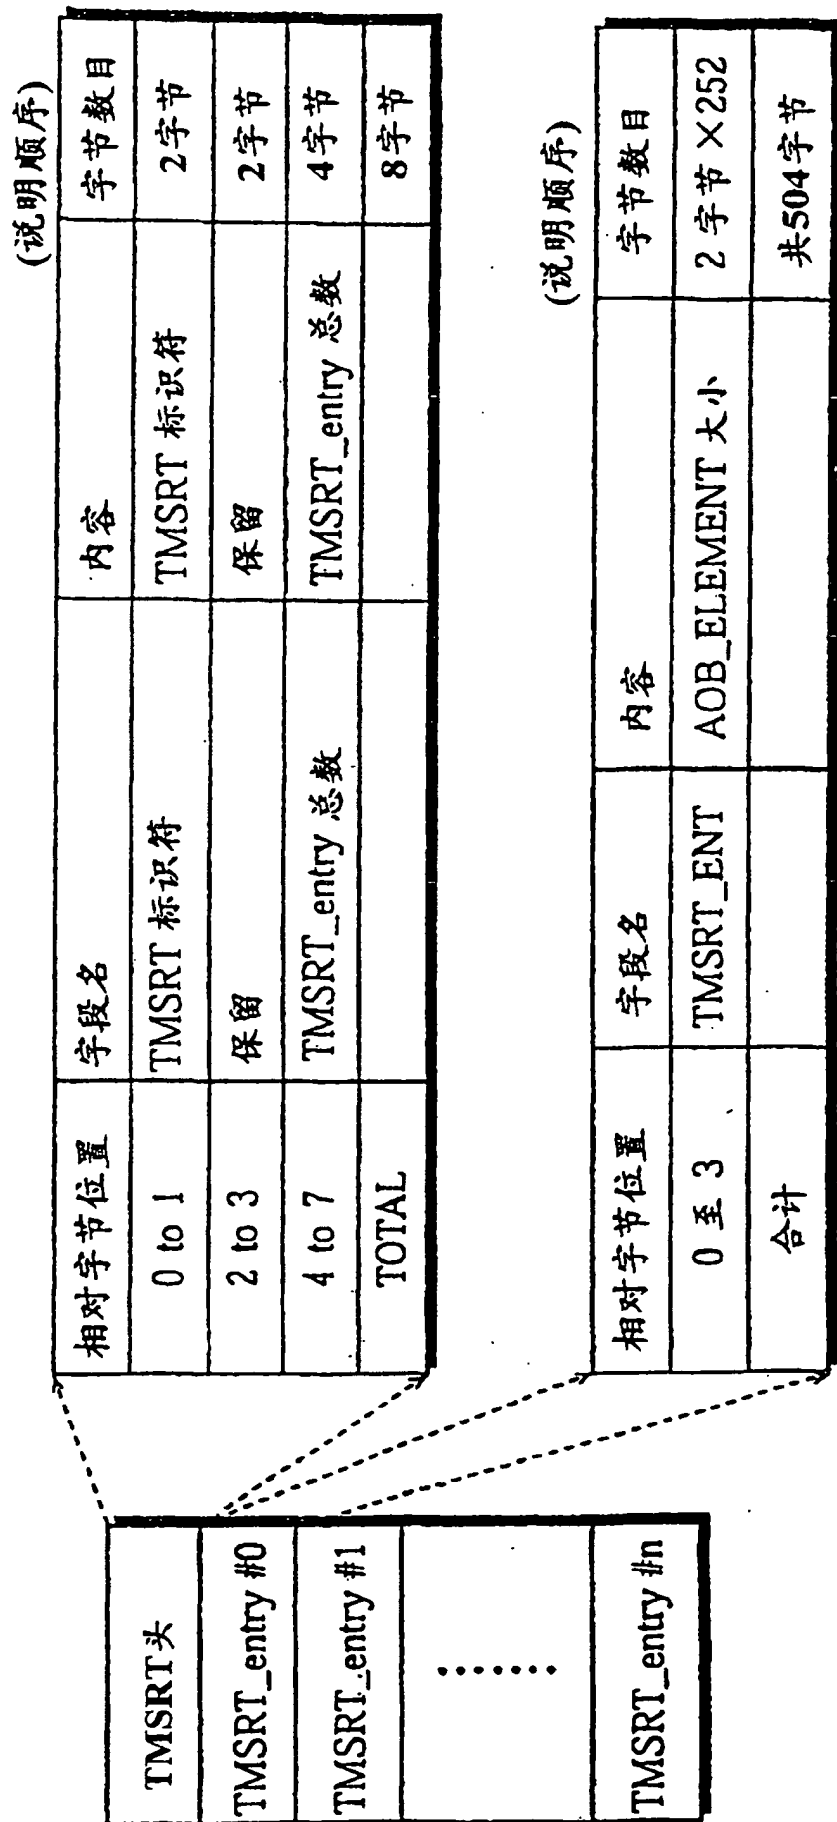 TMSRT头
TMSRT_entry #0
TMSRT_entry #1
.......
TMSRT_entry #n
(说明顺序)
相对字节位置 字段名 内容 字节数目
0 to 1 TMSRT 标识符 TMSRT 标识符 2字节
2 to 3 保留 保留 2字节
4 to 7 TMSRT_entry 总数 TMSRT_entry 总数 4字节
TOTAL 8字节
(说明顺序)
相对字节位置 字段名 内容 字节数目
0 至 3 TMSRT_ENT AOB_ELEMENT 大小 2 字节 ×252
合计 共504字节